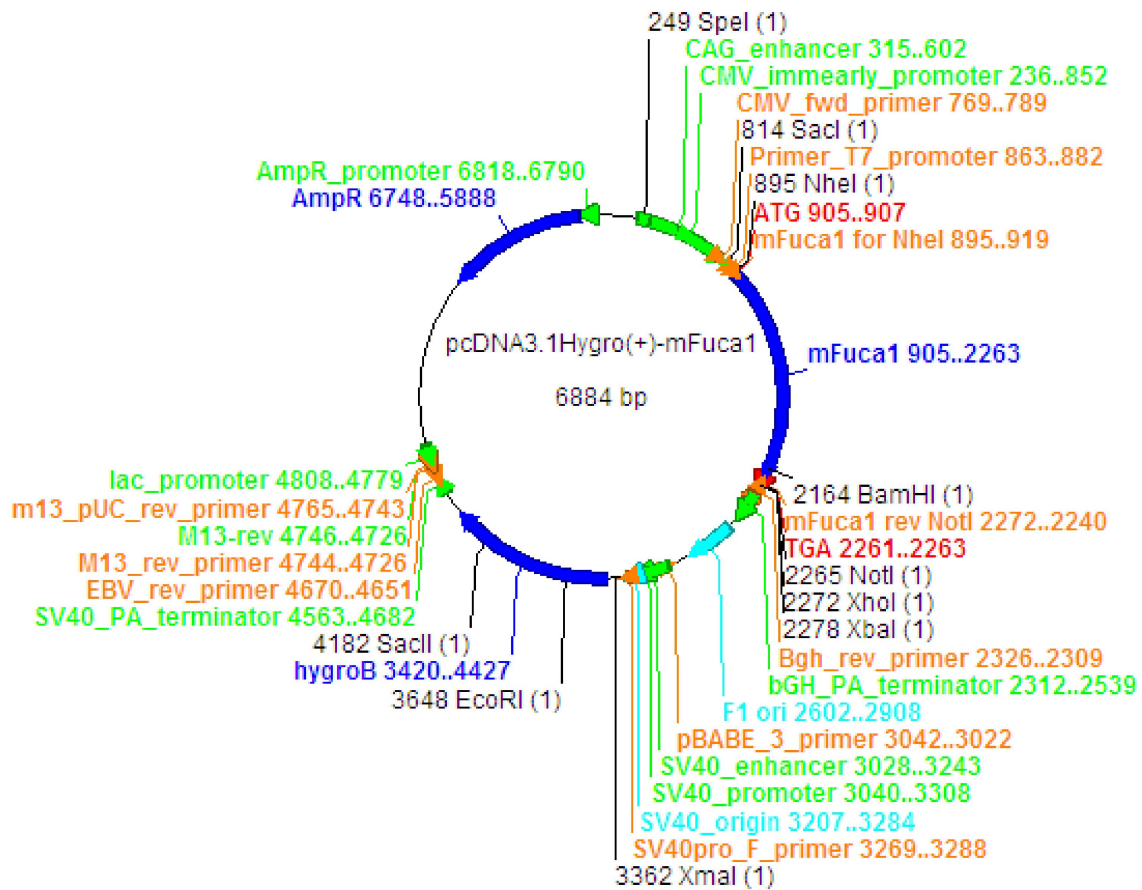 249 SpeI (1)
CAG_enhancer 315..602
CMV_immearly_promoter 236..852
CMV_fwd_primer 769..789
814 SacI (1)
Primer_T7_promoter 863..882
895 NheI (1)
ATG 905..907
mFuca1 for NheI 895..919
AmpR_promoter 6818..6790
AmpR 6748..5888
pcDNA3.1Hygro(+)-mFuca1
6884 bp
mFuca1 905..2263
2164 BamHI (1)
mFuca1 rev NotI 2272..2240
TGA 2261..2263
2265 NotI (1)
2272 XhoI (1)
2278 XbaI (1)
Bgh_rev_primer 2326..2309
bGH_PA_terminator 2312..2539
F1 ori 2602..2908
pBABE_3_primer 3042..3022
SV40_enhancer 3028..3243
SV40_promoter 3040..3308
SV40_origin 3207..3284
SV40pro_F_primer 3269..3288
3362 XmaI (1)
lac_promoter 4808..4779
m13_pUC_rev_primer 4765..4743
M13-rev 4746..4726
M13_rev_primer 4744..4726
EBV_rev_primer 4670..4651
SV40_PA_terminator 4563..4682
4182 SacII (1)
hygroB 3420..4427
3648 EcoRI (1)